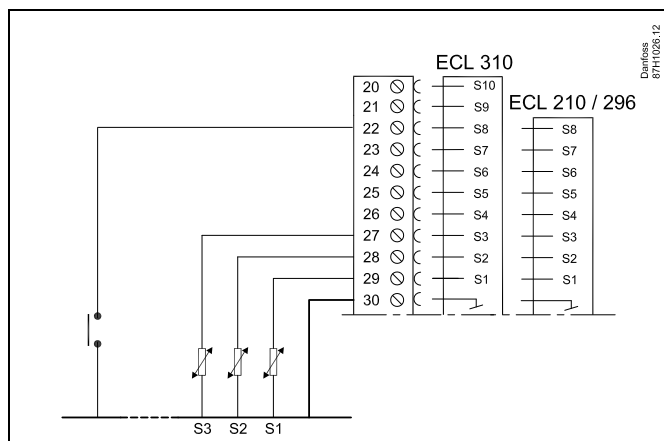 Danfoss
87H1026.12
ECL 310
ECL 210 / 296
20 S10
21 S9
22 S8 S8
23 S7 S7
24 S6 S6
25 S5 S5
26 S4 S4
27 S3 S3
28 S2 S2
29 S1 S1
30
S3 S2 S1